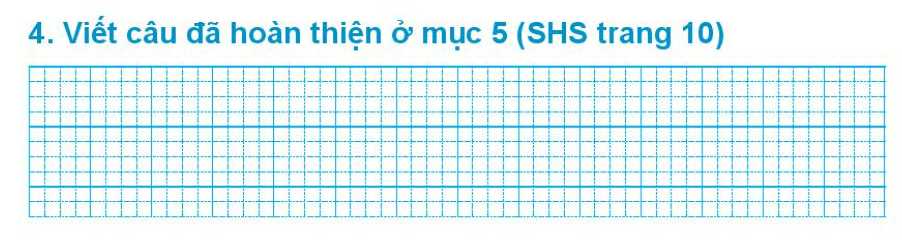 4. Viết câu đã hoàn thiện ở mục 5 (SHS trang 10)